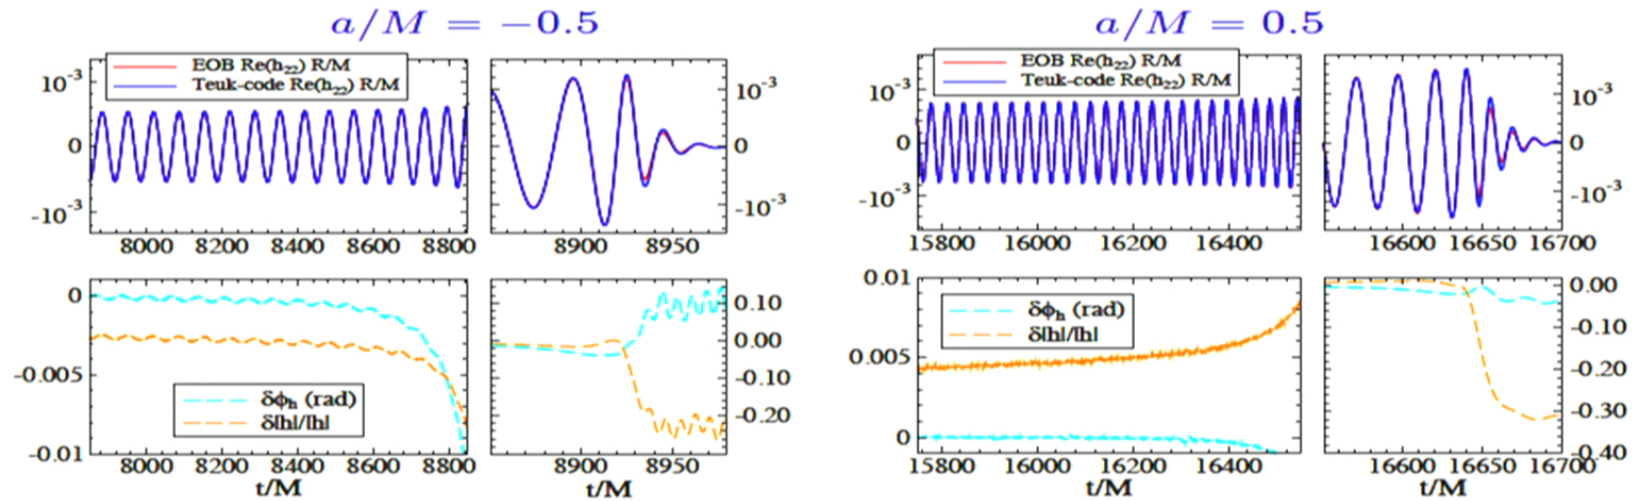 a/M = −0.5
EOB Re(h₂₂) R/M
Teuk-code Re(h₂₂) R/M
10⁻³
0
-10⁻³
8000 8200 8400 8600 8800
10⁻³
0
-10⁻³
8900 8950
0
-0.005
-0.01
δϕₕ (rad)
δ|h|/|h|
8000 8200 8400 8600 8800
t/M
0.10
0.00
-0.10
-0.20
8900 8950
t/M
a/M = 0.5
EOB Re(h₂₂) R/M
Teuk-code Re(h₂₂) R/M
10⁻³
0
-10⁻³
15800 16000 16200 16400
10⁻³
0
-10⁻³
16600 16650 16700
0.01
0.005
0
δϕₕ (rad)
δ|h|/|h|
15800 16000 16200 16400
t/M
0.00
-0.10
-0.20
-0.30
-0.40
16600 16650 16700
t/M